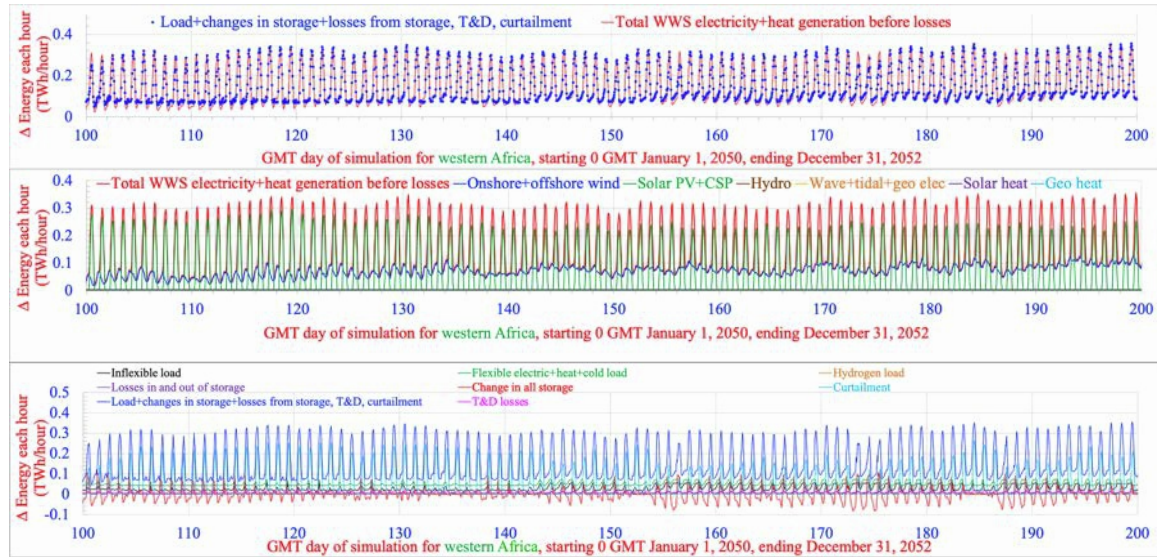 Load+changes in storage+losses from storage, T&D, curtailment Total WWS electricity+heat generation before losses
Δ Energy each hour
(TWh/hour)
0.4
0.2
0
100 110 120 130 140 150 160 170 180 190 200
GMT day of simulation for western Africa, starting 0 GMT January 1, 2050, ending December 31, 2052
Total WWS electricity+heat generation before losses Onshore+offshore wind Solar PV+CSP Hydro Wave+tidal+geo elec Solar heat Geo heat
Δ Energy each hour
(TWh/hour)
0.4
0.3
0.2
0.1
0
100 110 120 130 140 150 160 170 180 190 200
GMT day of simulation for western Africa, starting 0 GMT January 1, 2050, ending December 31, 2052
Inflexible load Flexible electric+heat+cold load Hydrogen load
Losses in and out of storage Change in all storage Curtailment
Load+changes in storage+losses from storage, T&D, curtailment T&D losses
Δ Energy each hour
(TWh/hour)
0.5
0.4
0.3
0.2
0.1
0
-0.1
100 110 120 130 140 150 160 170 180 190 200
GMT day of simulation for western Africa, starting 0 GMT January 1, 2050, ending December 31, 2052